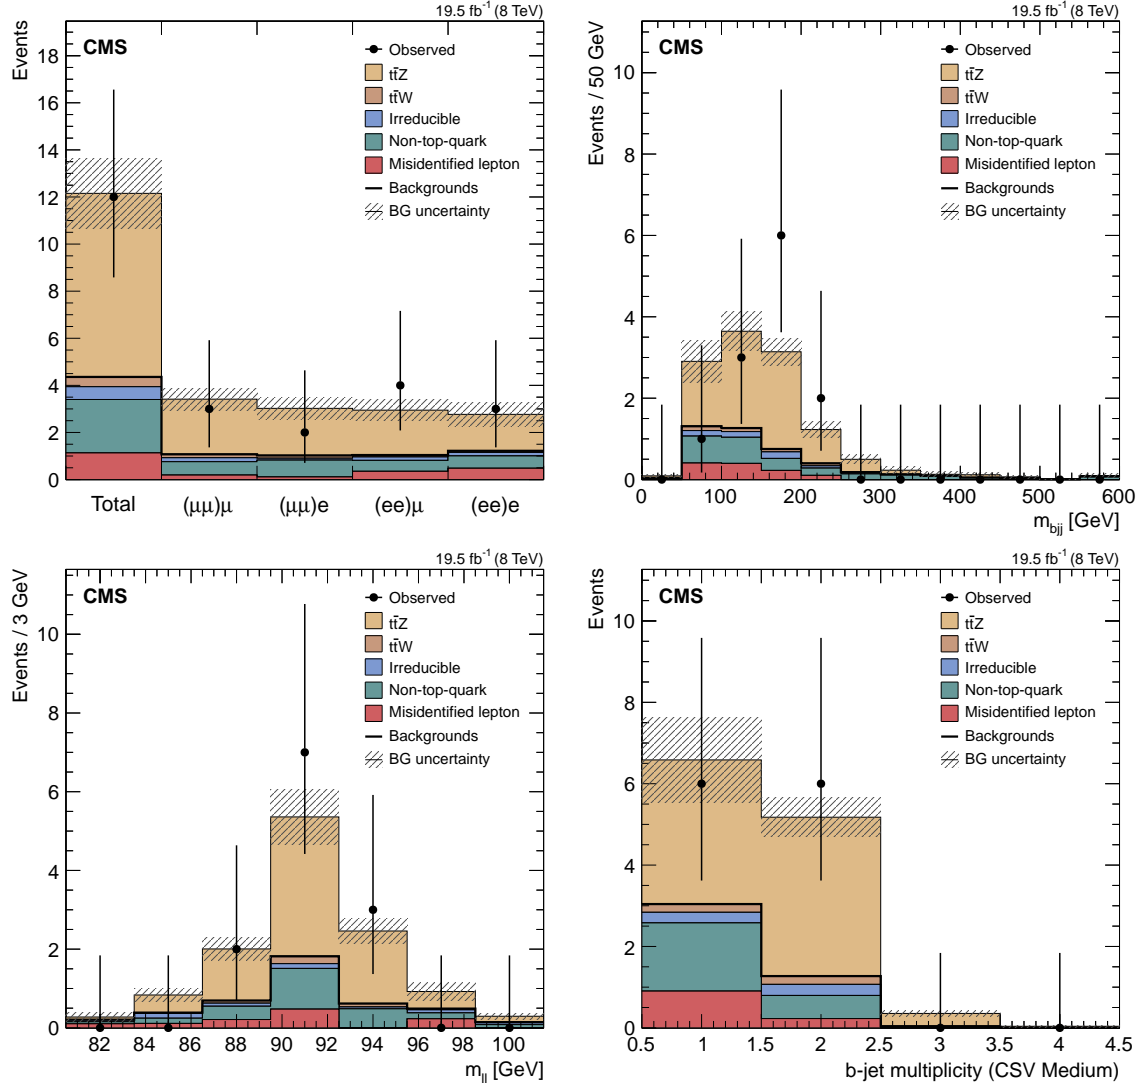 19.5 fb⁻¹ (8 TeV)
Events
CMS
Observed
tt̄Z
tt̄W
Irreducible
Non-top-quark
Misidentified lepton
Backgrounds
BG uncertainty
18
16
14
12
10
8
6
4
2
0
Total (μμ)μ (μμ)e (ee)μ (ee)e
19.5 fb⁻¹ (8 TeV)
Events / 50 GeV
CMS
Observed
tt̄Z
tt̄W
Irreducible
Non-top-quark
Misidentified lepton
Backgrounds
BG uncertainty
10
8
6
4
2
0
0 100 200 300 400 500 600
m_bjj [GeV]
19.5 fb⁻¹ (8 TeV)
Events / 3 GeV
CMS
Observed
tt̄Z
tt̄W
Irreducible
Non-top-quark
Misidentified lepton
Backgrounds
BG uncertainty
10
8
6
4
2
0
82 84 86 88 90 92 94 96 98 100
m_ll [GeV]
19.5 fb⁻¹ (8 TeV)
Events
CMS
Observed
tt̄Z
tt̄W
Irreducible
Non-top-quark
Misidentified lepton
Backgrounds
BG uncertainty
10
8
6
4
2
0
0.5 1 1.5 2 2.5 3 3.5 4 4.5
b-jet multiplicity (CSV Medium)